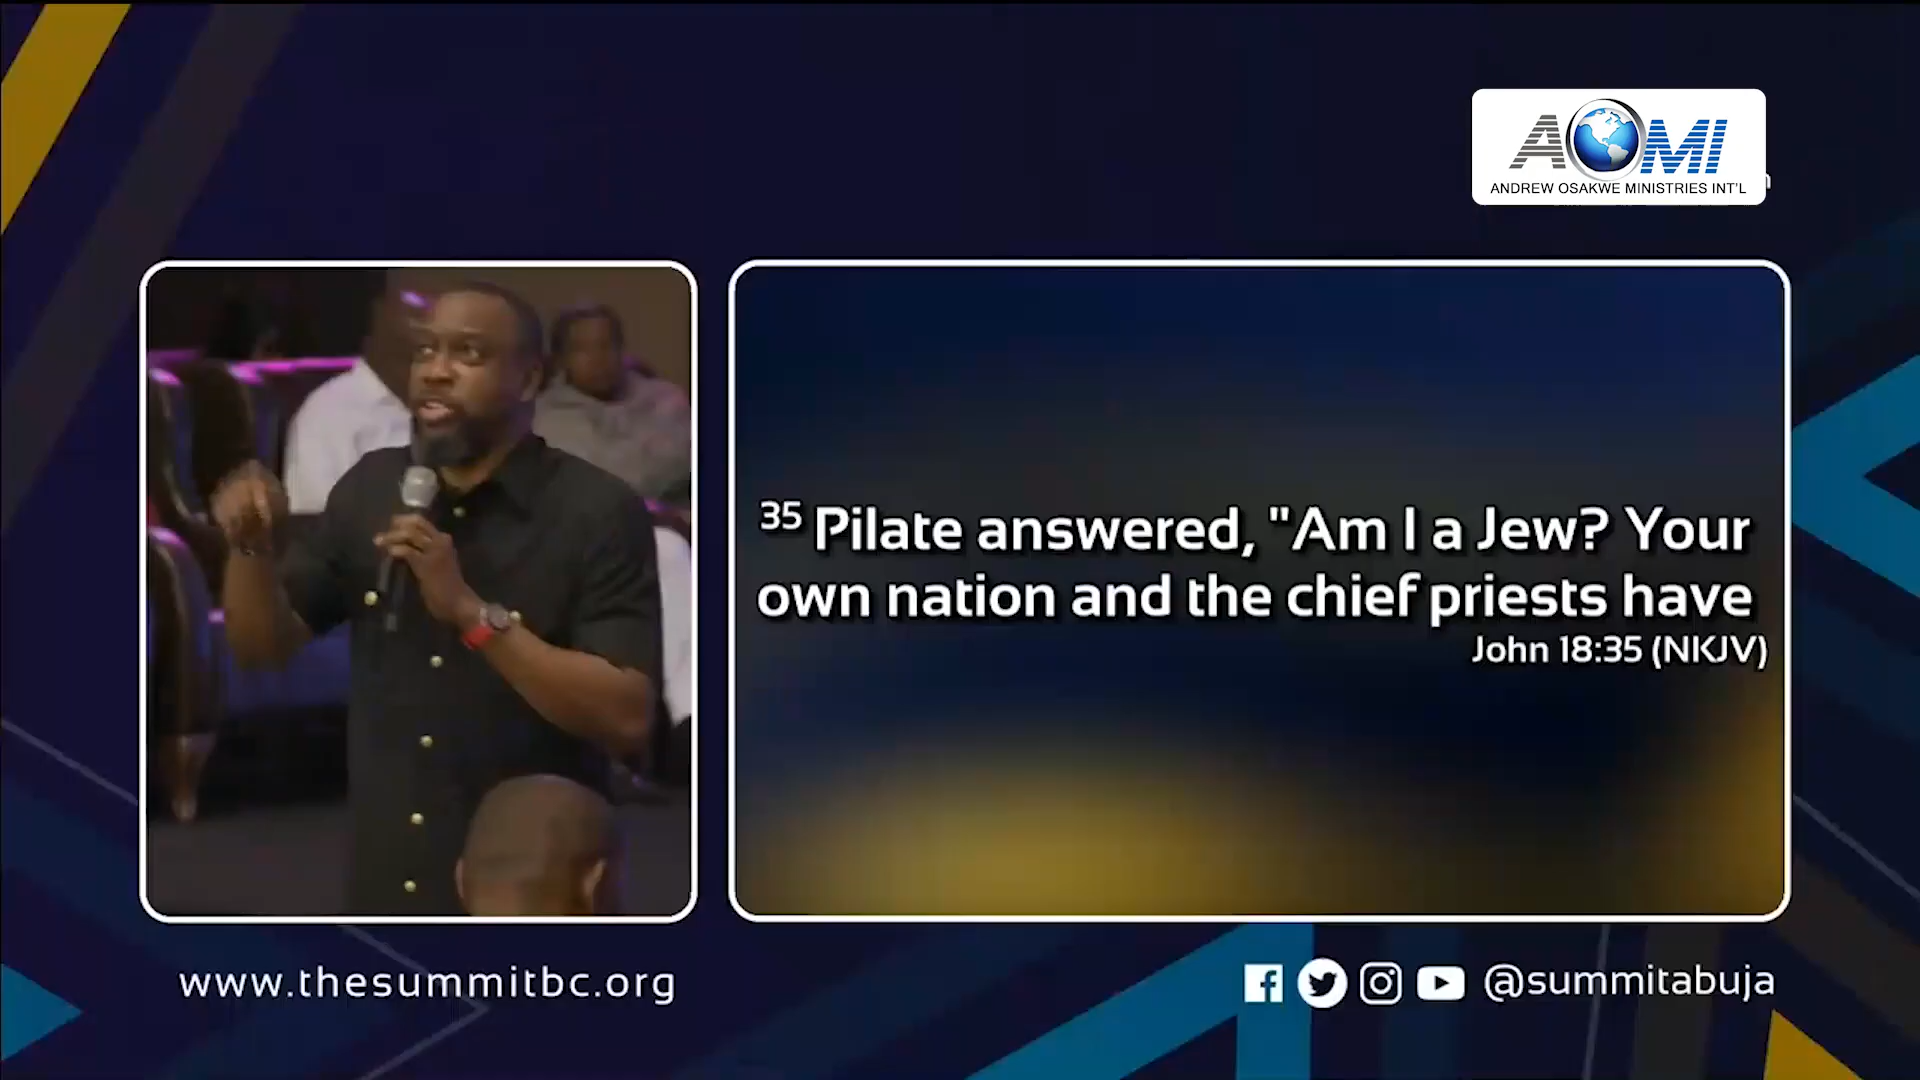 AOMI
ANDREW OSAKWE MINISTRIES INT'L
35 Pilate answered, "Am I a Jew? Your
own nation and the chief priests have
John 18:35 (NKJV)
www.thesummitbc.org
@summitabuja